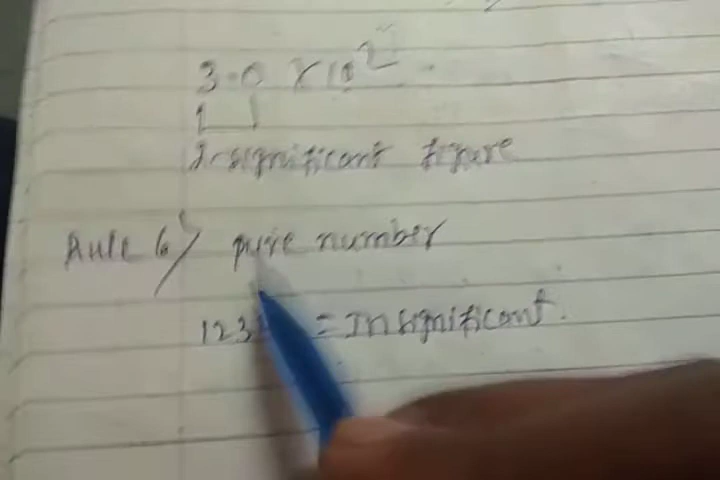 3.0 × 10²
2-significant figure
Rule 6) pure number
123 = Insignificant.